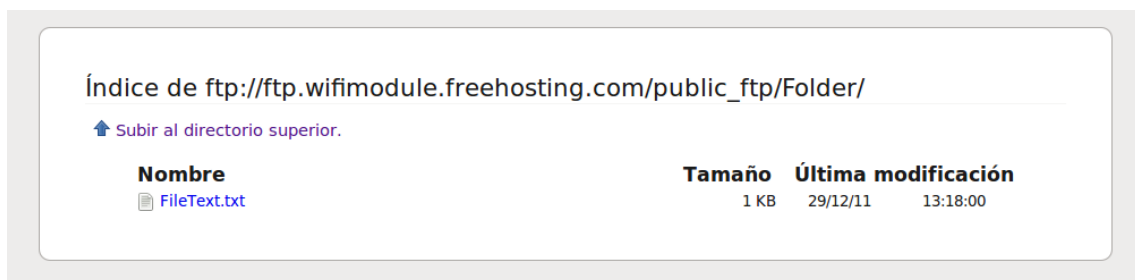 Índice de ftp://ftp.wifimodule.freehosting.com/public_ftp/Folder/
Subir al directorio superior.
Nombre Tamaño Última modificación
FileText.txt 1 KB 29/12/11 13:18:00